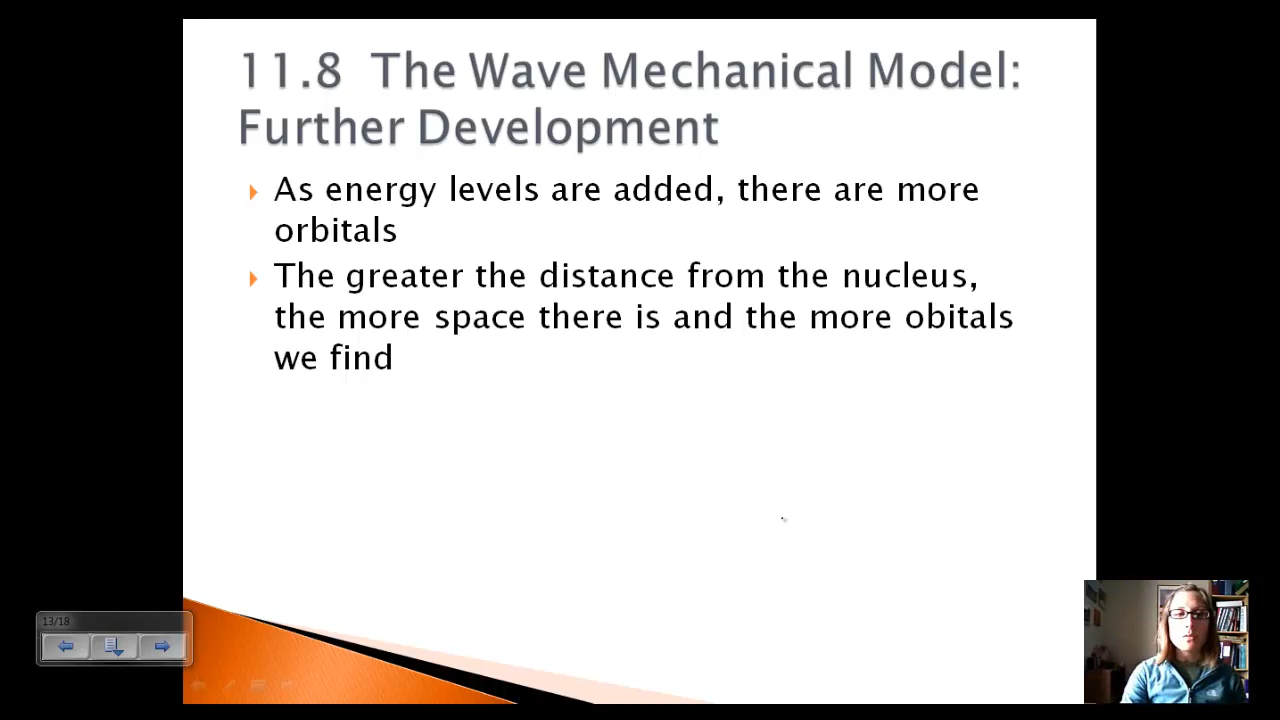 11.8  The Wave Mechanical Model:
Further Development
As energy levels are added, there are more
orbitals
The greater the distance from the nucleus,
the more space there is and the more obitals
we find
13/18